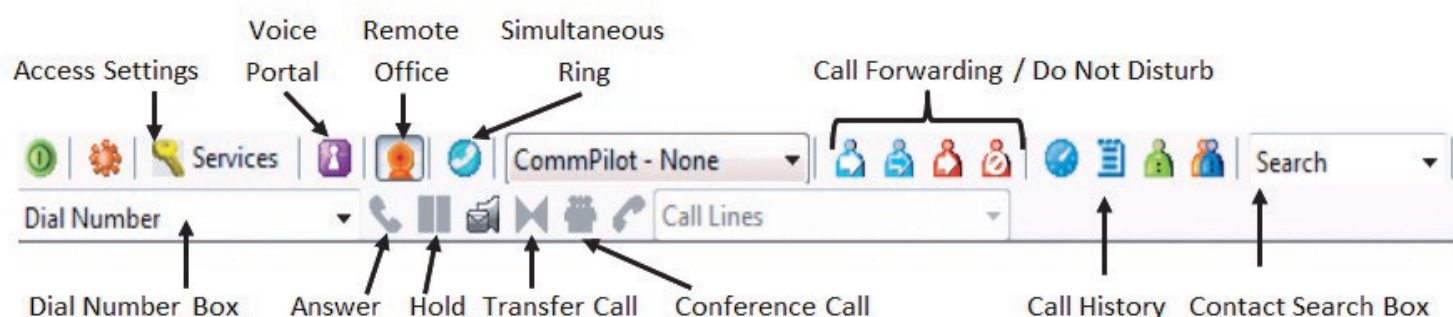 Voice Remote Simultaneous
Access Settings Portal Office Ring Call Forwarding / Do Not Disturb
Services CommPilot - None Search
Dial Number Call Lines
Dial Number Box Answer Hold Transfer Call Conference Call Call History Contact Search Box